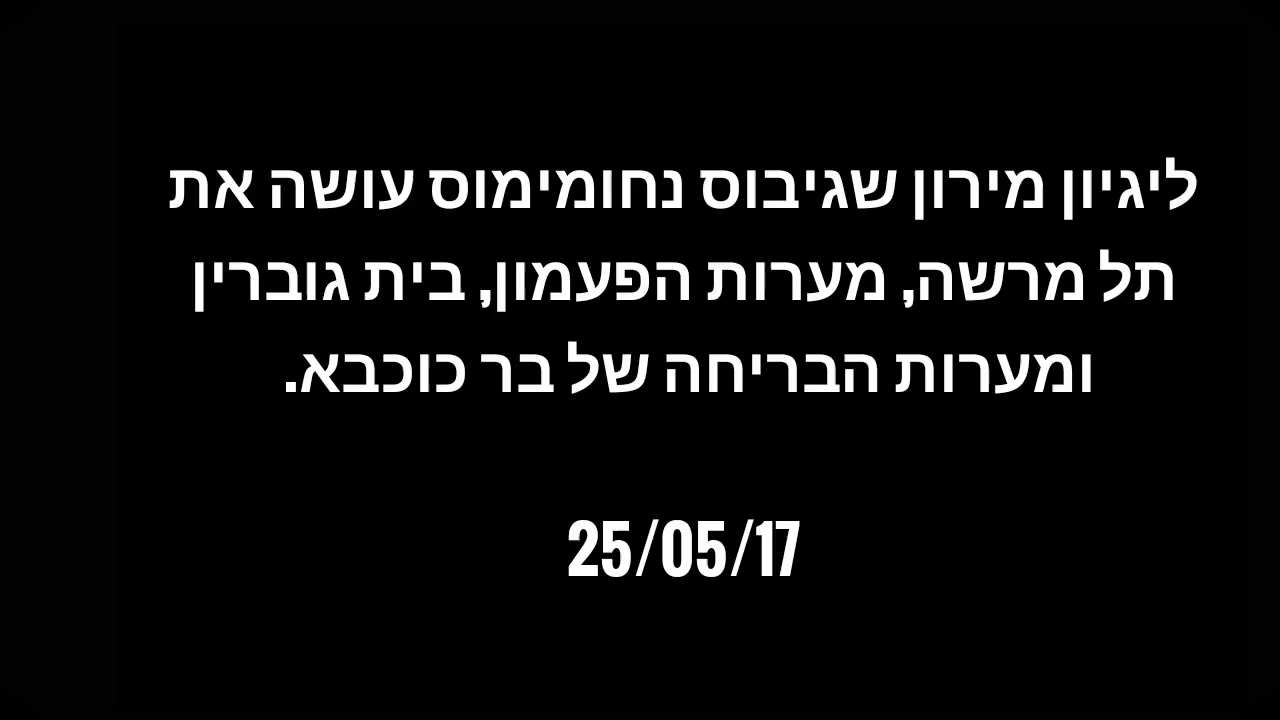 ליגיון מירון שגיבוס נחומימוס עושה את
תל מרשה, מערות הפעמון, בית גוברין
ומערות הבריחה של בר כוכבא.
25/05/17